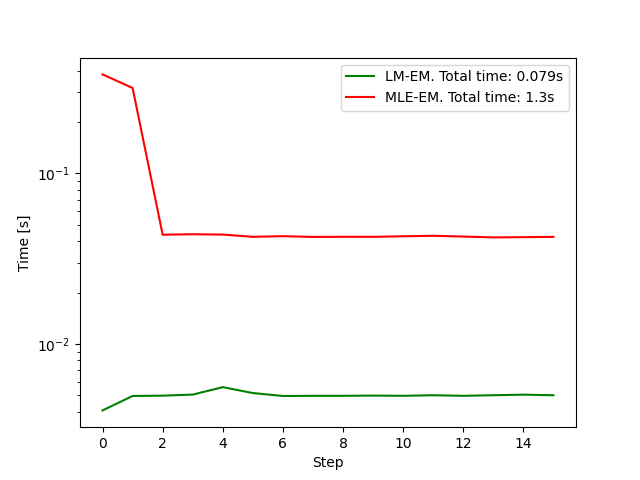 LM-EM. Total time: 0.079s
MLE-EM. Total time: 1.3s
10⁻¹
10⁻²
Time [s]
0 2 4 6 8 10 12 14
Step